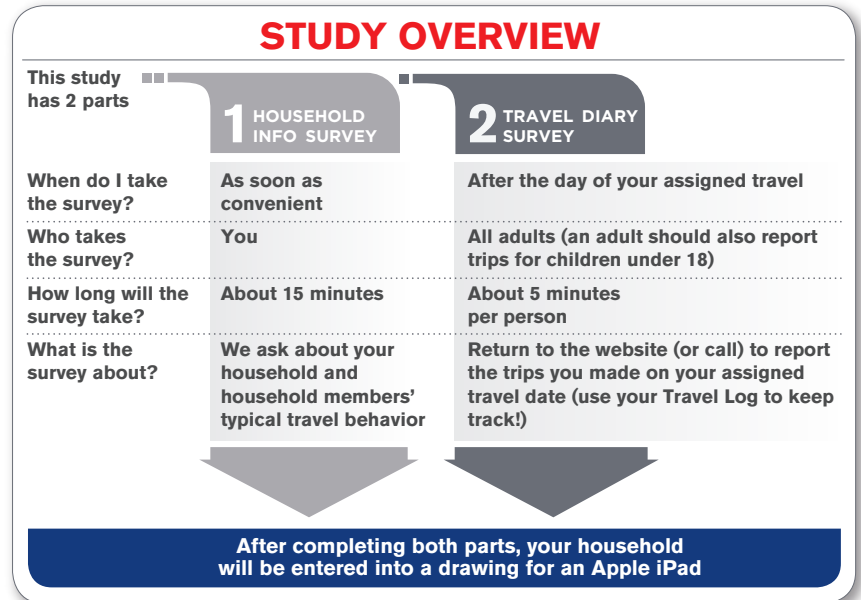 STUDY OVERVIEW
This study
has 2 parts
1 HOUSEHOLD
INFO SURVEY
2 TRAVEL DIARY
SURVEY
When do I take
the survey?
As soon as
convenient
After the day of your assigned travel
Who takes
the survey?
You
All adults (an adult should also report
trips for children under 18)
How long will the
survey take?
About 15 minutes
About 5 minutes
per person
What is the
survey about?
We ask about your
household and
household members’
typical travel behavior
Return to the website (or call) to report
the trips you made on your assigned
travel date (use your Travel Log to keep
track!)
After completing both parts, your household
will be entered into a drawing for an Apple iPad